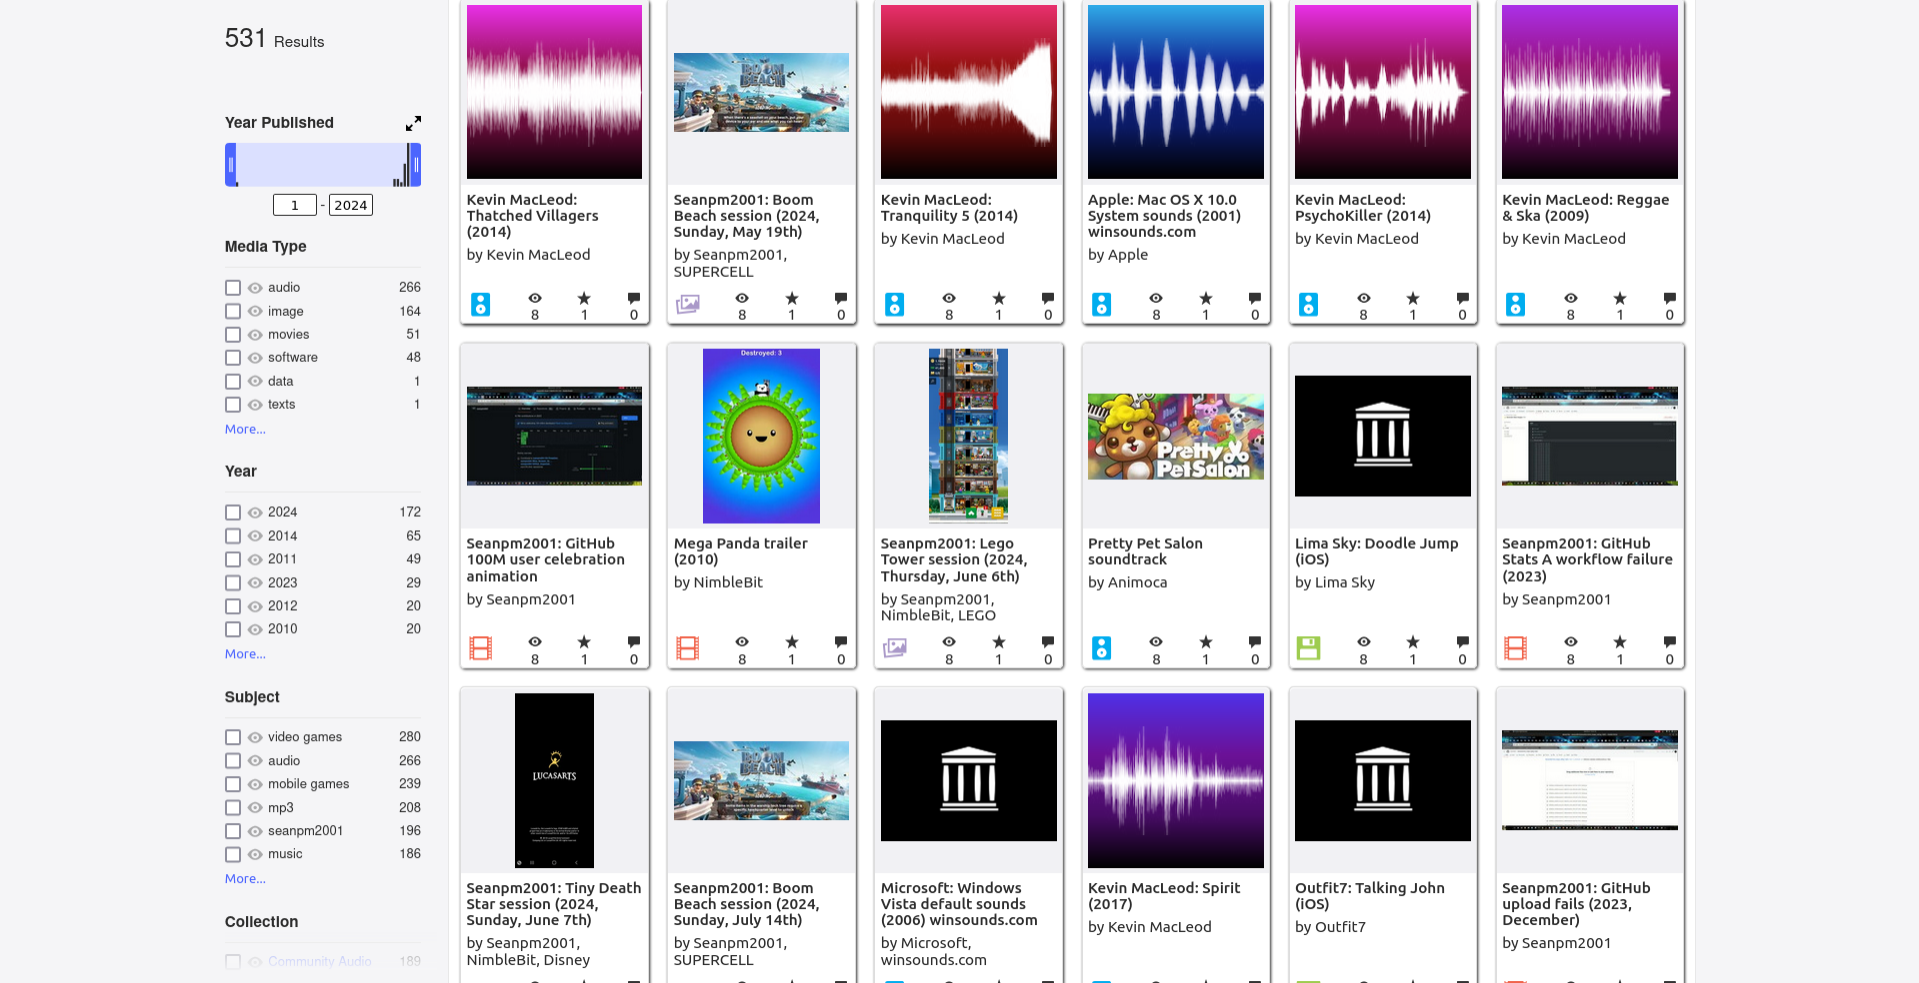 531 Results
Year Published
1 - 2024
Media Type
audio 266
image 164
movies 51
software 48
data 1
texts 1
More...
Year
2024 172
2014 65
2011 49
2023 29
2012 20
2010 20
More...
Subject
video games 280
audio 266
mobile games 239
mp3 208
seanpm2001 196
music 186
More...
Collection
Community Audio 189
Kevin MacLeod:
Thatched Villagers
(2014)
by Kevin MacLeod
8 1 0
BOOM
BEACH
Seanpm2001: Boom
Beach session (2024,
Sunday, May 19th)
by Seanpm2001,
SUPERCELL
8 1 0
Kevin MacLeod:
Tranquility 5 (2014)
by Kevin MacLeod
8 1 0
Apple: Mac OS X 10.0
System sounds (2001)
winsounds.com
by Apple
8 1 0
Kevin MacLeod:
PsychoKiller (2014)
by Kevin MacLeod
8 1 0
Kevin MacLeod: Reggae
& Ska (2009)
by Kevin MacLeod
8 1 0
Seanpm2001: GitHub
100M user celebration
animation
by Seanpm2001
8 1 0
Destroyed: 3
Mega Panda trailer
(2010)
by NimbleBit
8 1 0
Seanpm2001: Lego
Tower session (2024,
Thursday, June 6th)
by Seanpm2001,
NimbleBit, LEGO
8 1 0
Pretty
Pet Salon
Pretty Pet Salon
soundtrack
by Animoca
8 1 0
Lima Sky: Doodle Jump
(iOS)
by Lima Sky
8 1 0
Seanpm2001: GitHub
Stats A workflow failure
(2023)
by Seanpm2001
8 1 0
LUCASARTS
Seanpm2001: Tiny Death
Star session (2024,
Sunday, June 7th)
by Seanpm2001,
NimbleBit, Disney
BOOM
BEACH
Seanpm2001: Boom
Beach session (2024,
Sunday, July 14th)
by Seanpm2001,
SUPERCELL
Microsoft: Windows
Vista default sounds
(2006) winsounds.com
by Microsoft,
winsounds.com
Kevin MacLeod: Spirit
(2017)
by Kevin MacLeod
Outfit7: Talking John
(iOS)
by Outfit7
Seanpm2001: GitHub
upload fails (2023,
December)
by Seanpm2001